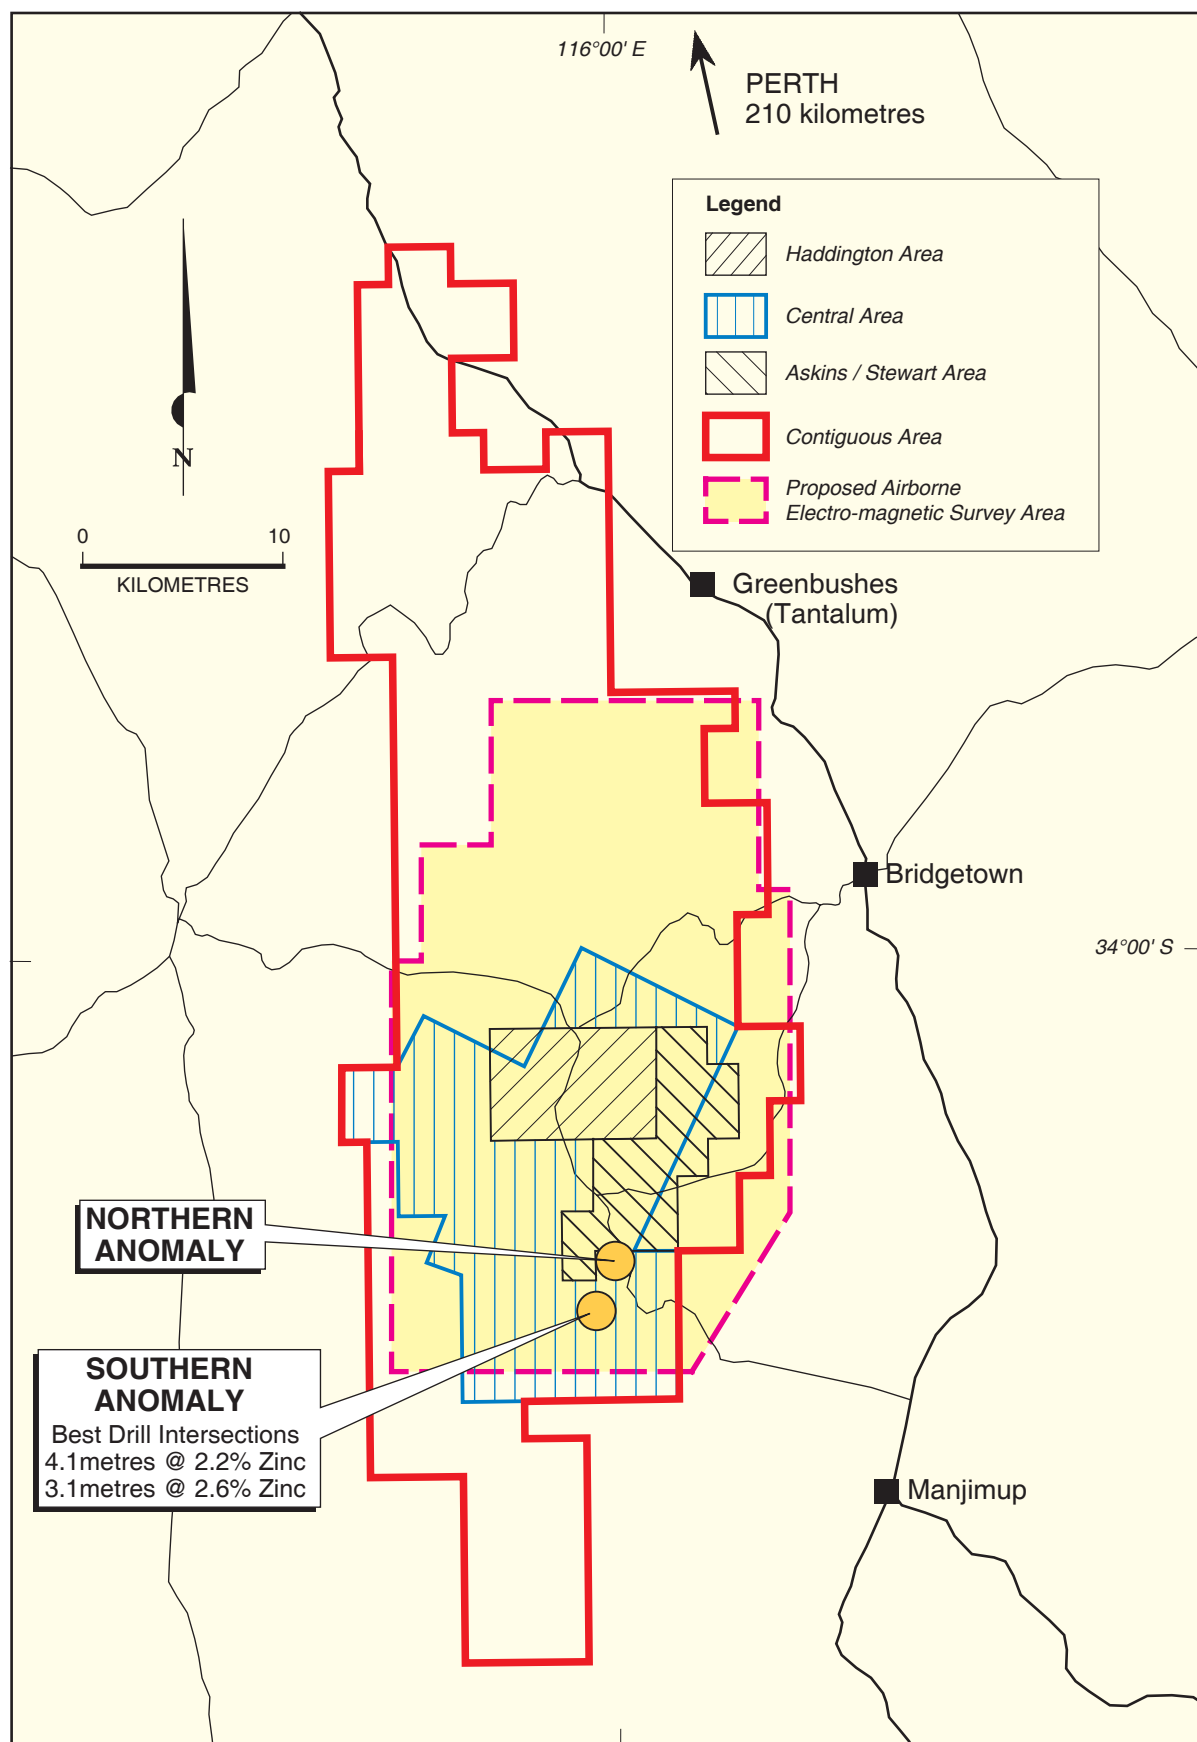 116°00' E
PERTH
210 kilometres
Legend
Haddington Area
Central Area
Askins / Stewart Area
Contiguous Area
Proposed Airborne
Electro-magnetic Survey Area
N
0 10
KILOMETRES
Greenbushes
(Tantalum)
Bridgetown
34°00' S
NORTHERN
ANOMALY
SOUTHERN
ANOMALY
Best Drill Intersections
4.1metres @ 2.2% Zinc
3.1metres @ 2.6% Zinc
Manjimup